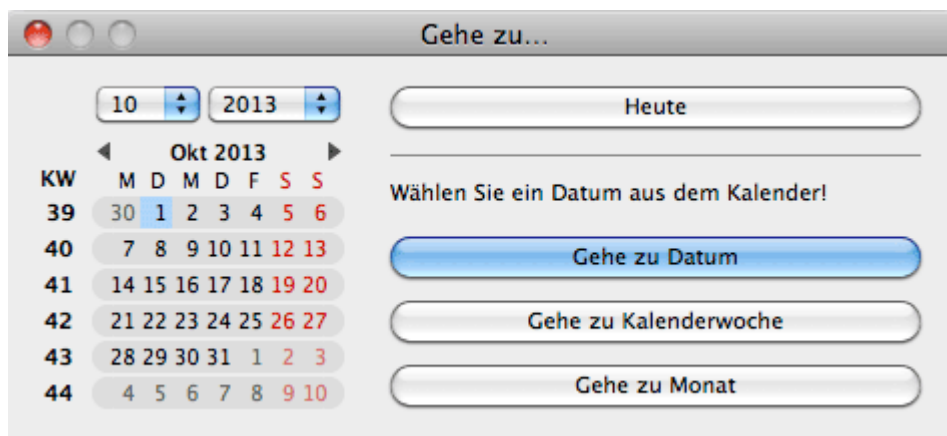 Gehe zu...
10 2013
Heute
Okt 2013
KW M D M D F S S
Wählen Sie ein Datum aus dem Kalender!
39 30 1 2 3 4 5 6
40 7 8 9 10 11 12 13
Gehe zu Datum
41 14 15 16 17 18 19 20
42 21 22 23 24 25 26 27
Gehe zu Kalenderwoche
43 28 29 30 31 1 2 3
44 4 5 6 7 8 9 10
Gehe zu Monat